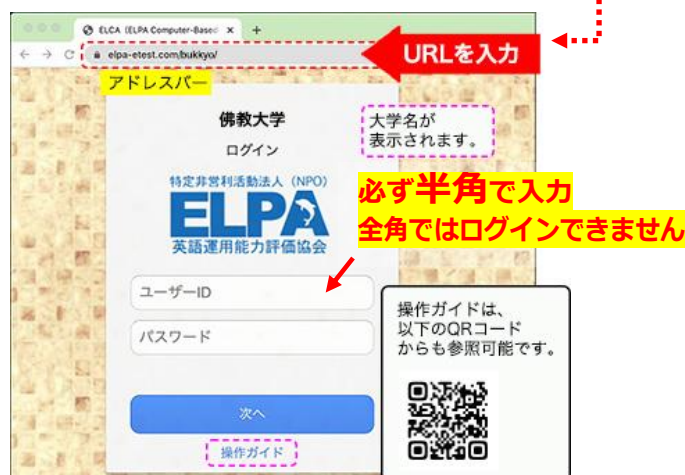 ELCA (ELPA Computer-Based
elpa-etest.com/bukkyo/
URLを入力
アドレスバー
佛教大学
ログイン
大学名が
表示されます。
特定非営利活動法人(NPO)
ELPA
英語運用能力評価協会
必ず半角で入力
全角ではログインできません
ユーザーID
パスワード
次へ
操作ガイド
操作ガイドは、
以下のQRコード
からも参照可能です。